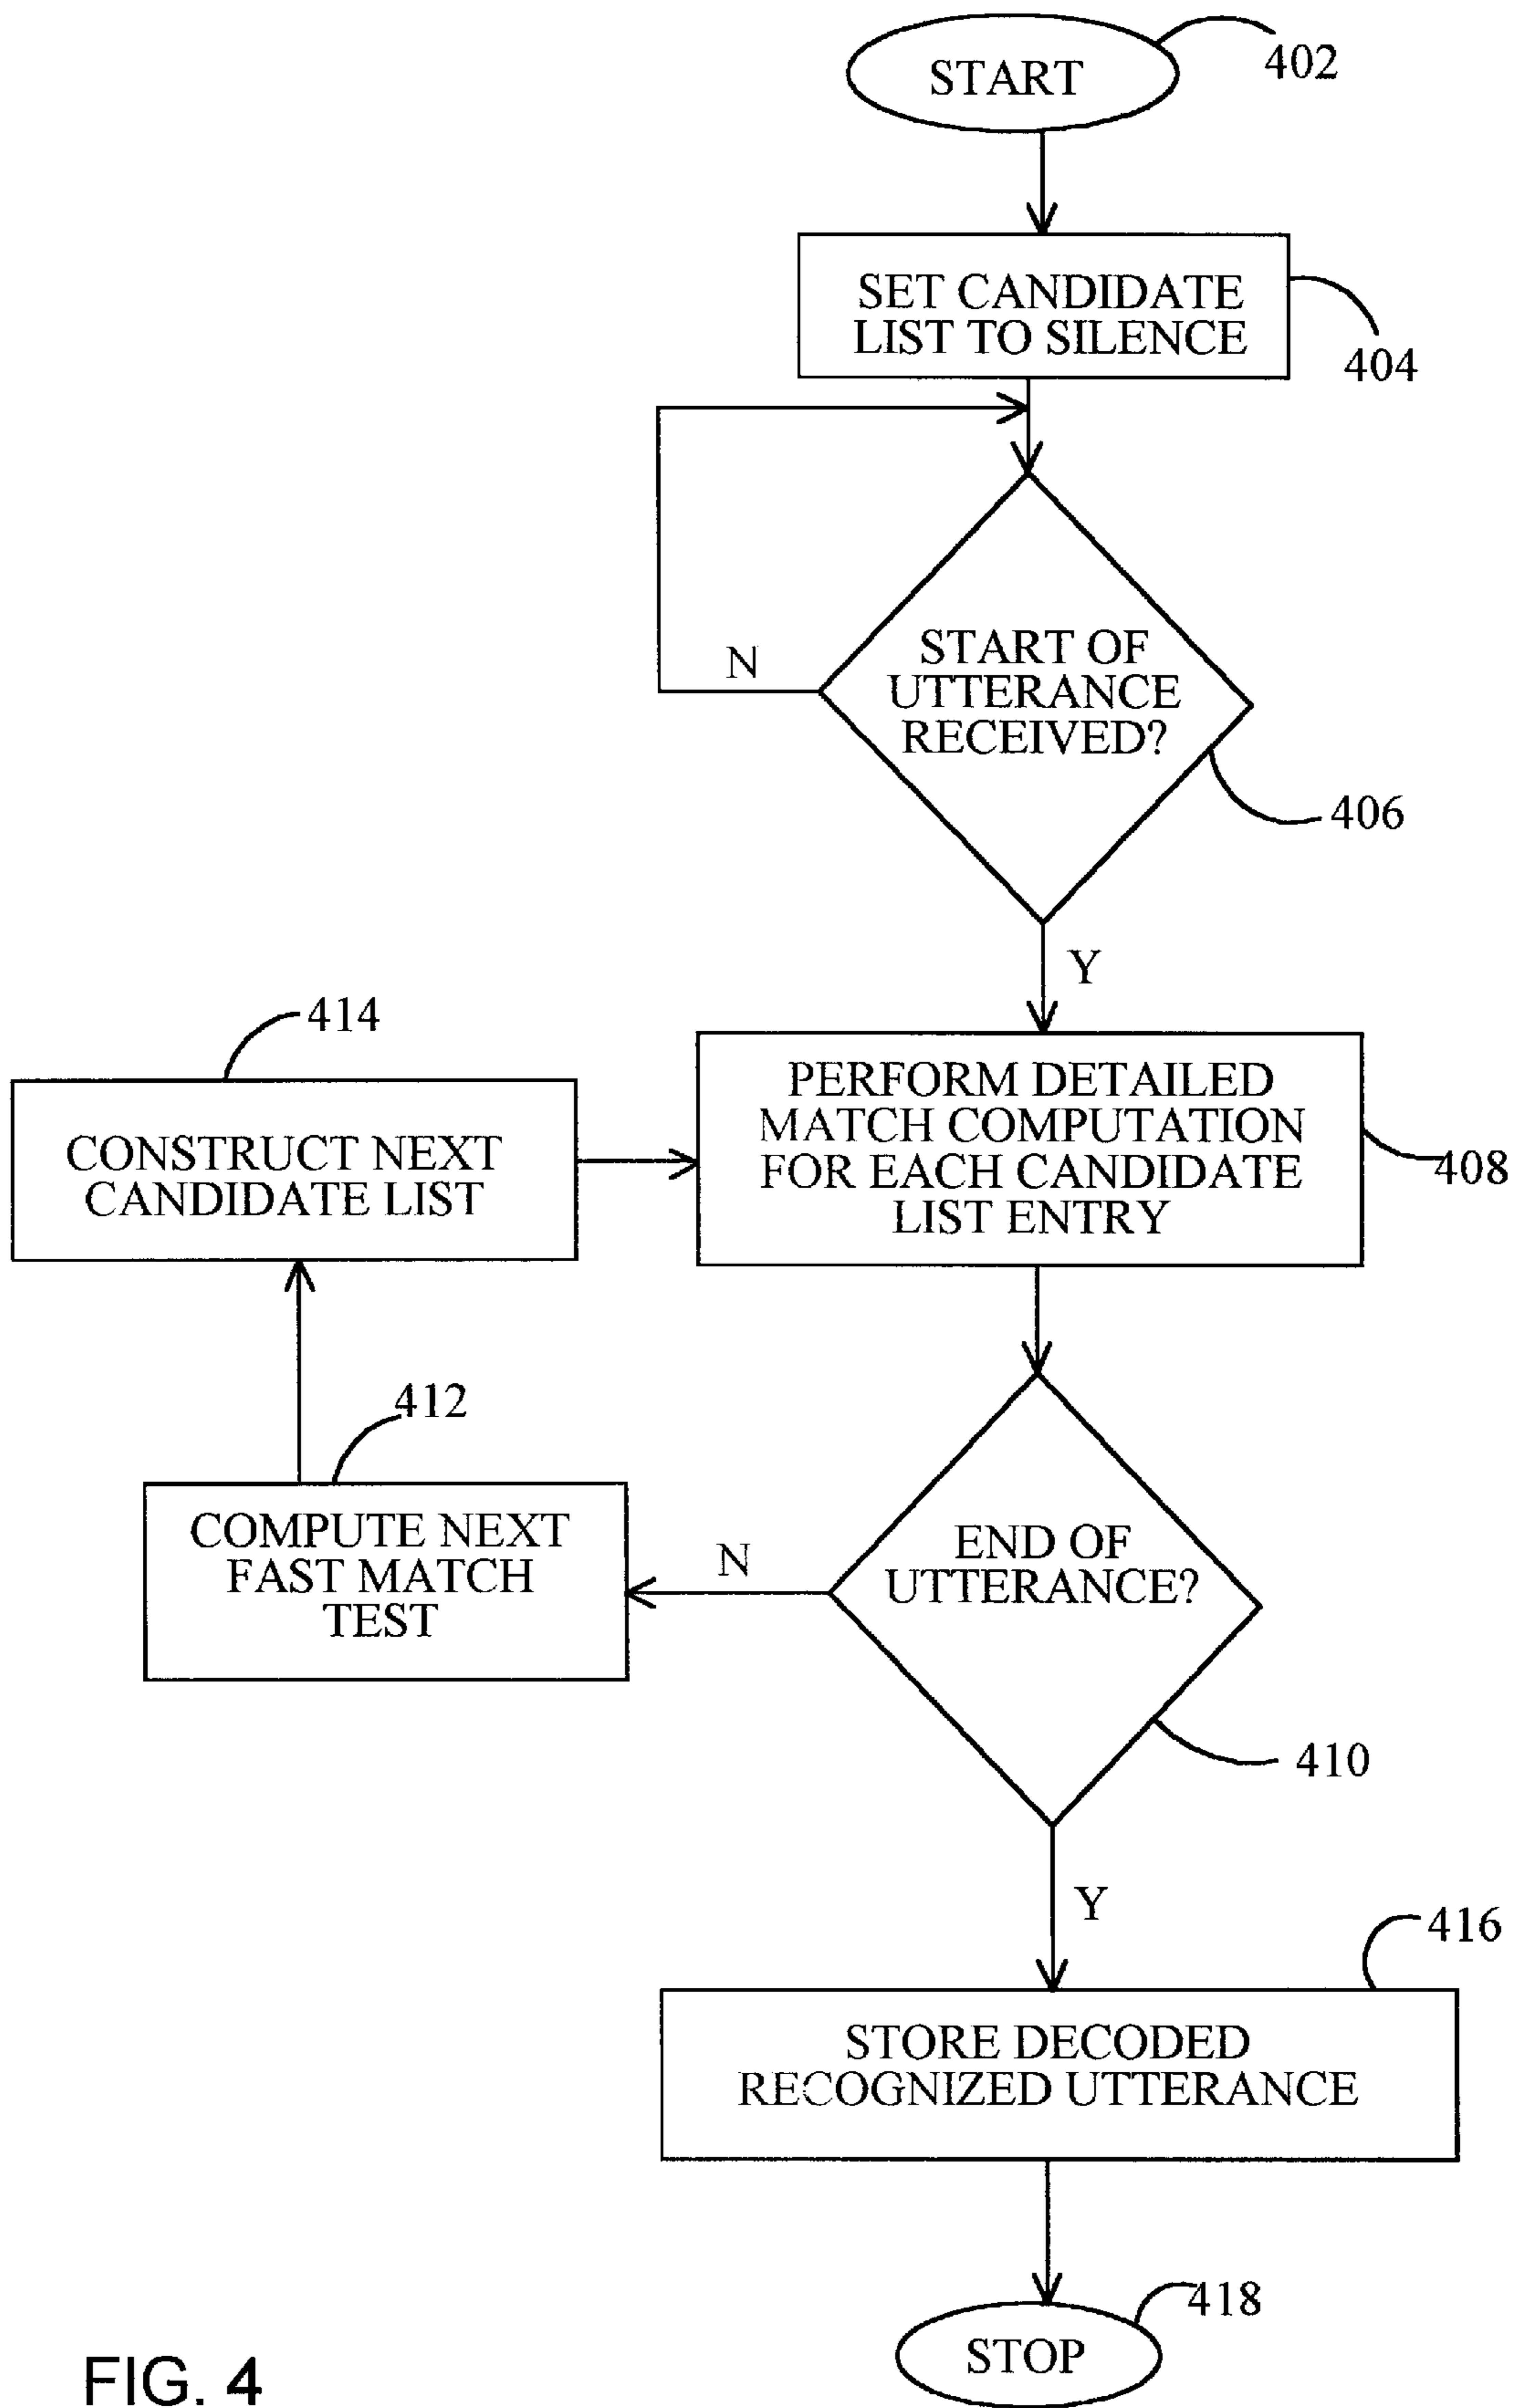 START
402
SET CANDIDATE
LIST TO SILENCE
404
START OF
UTTERANCE
RECEIVED?
N
406
Y
414
CONSTRUCT NEXT
CANDIDATE LIST
PERFORM DETAILED
MATCH COMPUTATION
FOR EACH CANDIDATE
LIST ENTRY
408
412
COMPUTE NEXT
FAST MATCH
TEST
N
END OF
UTTERANCE?
410
Y
416
STORE DECODED
RECOGNIZED UTTERANCE
418
STOP
FIG. 4